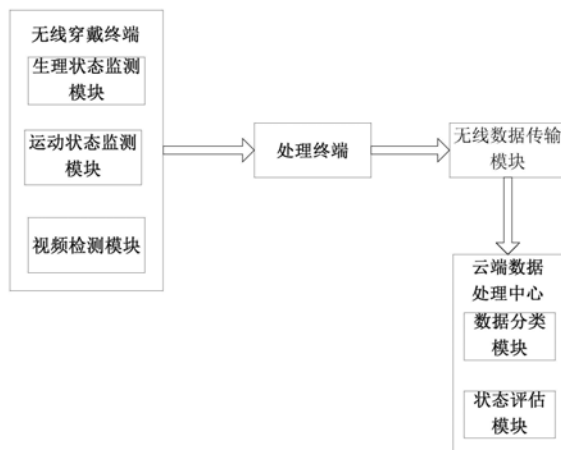 无线穿戴终端
生理状态监测
模块
运动状态监测
模块
视频检测模块
处理终端
无线数据传输
模块
云端数据
处理中心
数据分类
模块
状态评估
模块